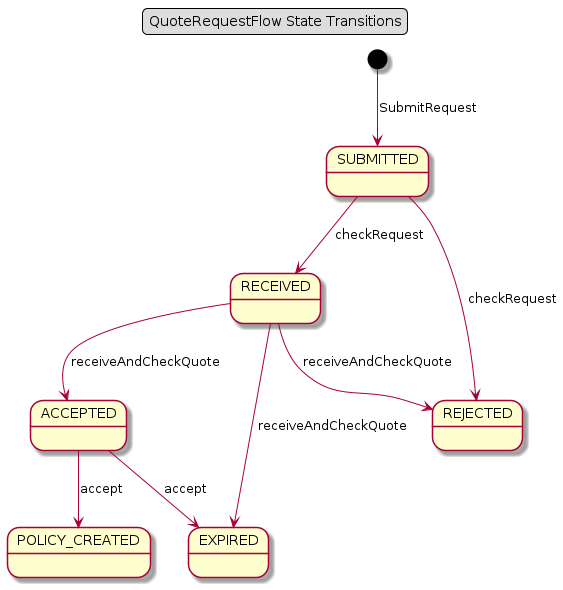 QuoteRequestFlow State Transitions
SubmitRequest
SUBMITTED
checkRequest
RECEIVED
checkRequest
receiveAndCheckQuote
receiveAndCheckQuote
ACCEPTED
REJECTED
receiveAndCheckQuote
accept
accept
POLICY_CREATED
EXPIRED